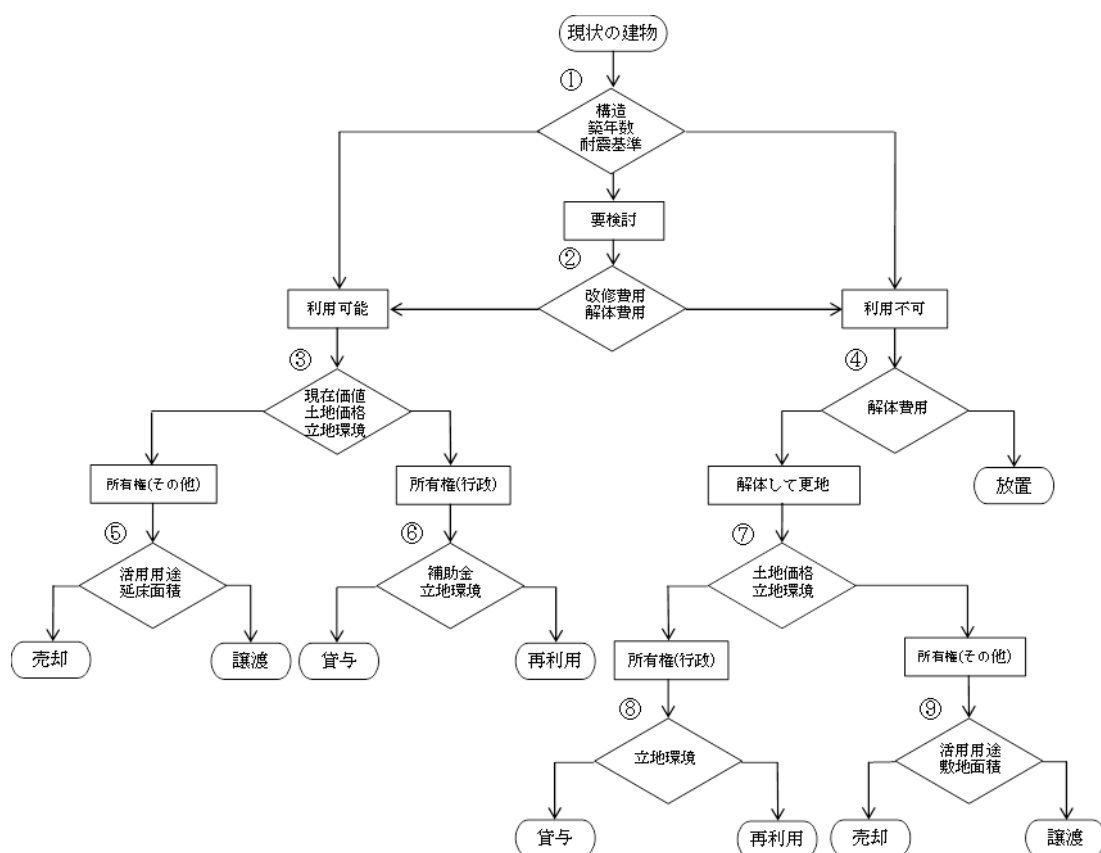 現状の建物
①
構造
築年数
耐震基準
要検討
②
改修費用
解体費用
利用可能
利用不可
③
現在価値
土地価格
立地環境
④
解体費用
所有権(その他)
所有権(行政)
解体して更地
放置
⑤
活用用途
延床面積
⑥
補助金
立地環境
⑦
土地価格
立地環境
売却
譲渡
貸与
再利用
所有権(行政)
所有権(その他)
⑧
立地環境
⑨
活用用途
敷地面積
貸与
再利用
売却
譲渡